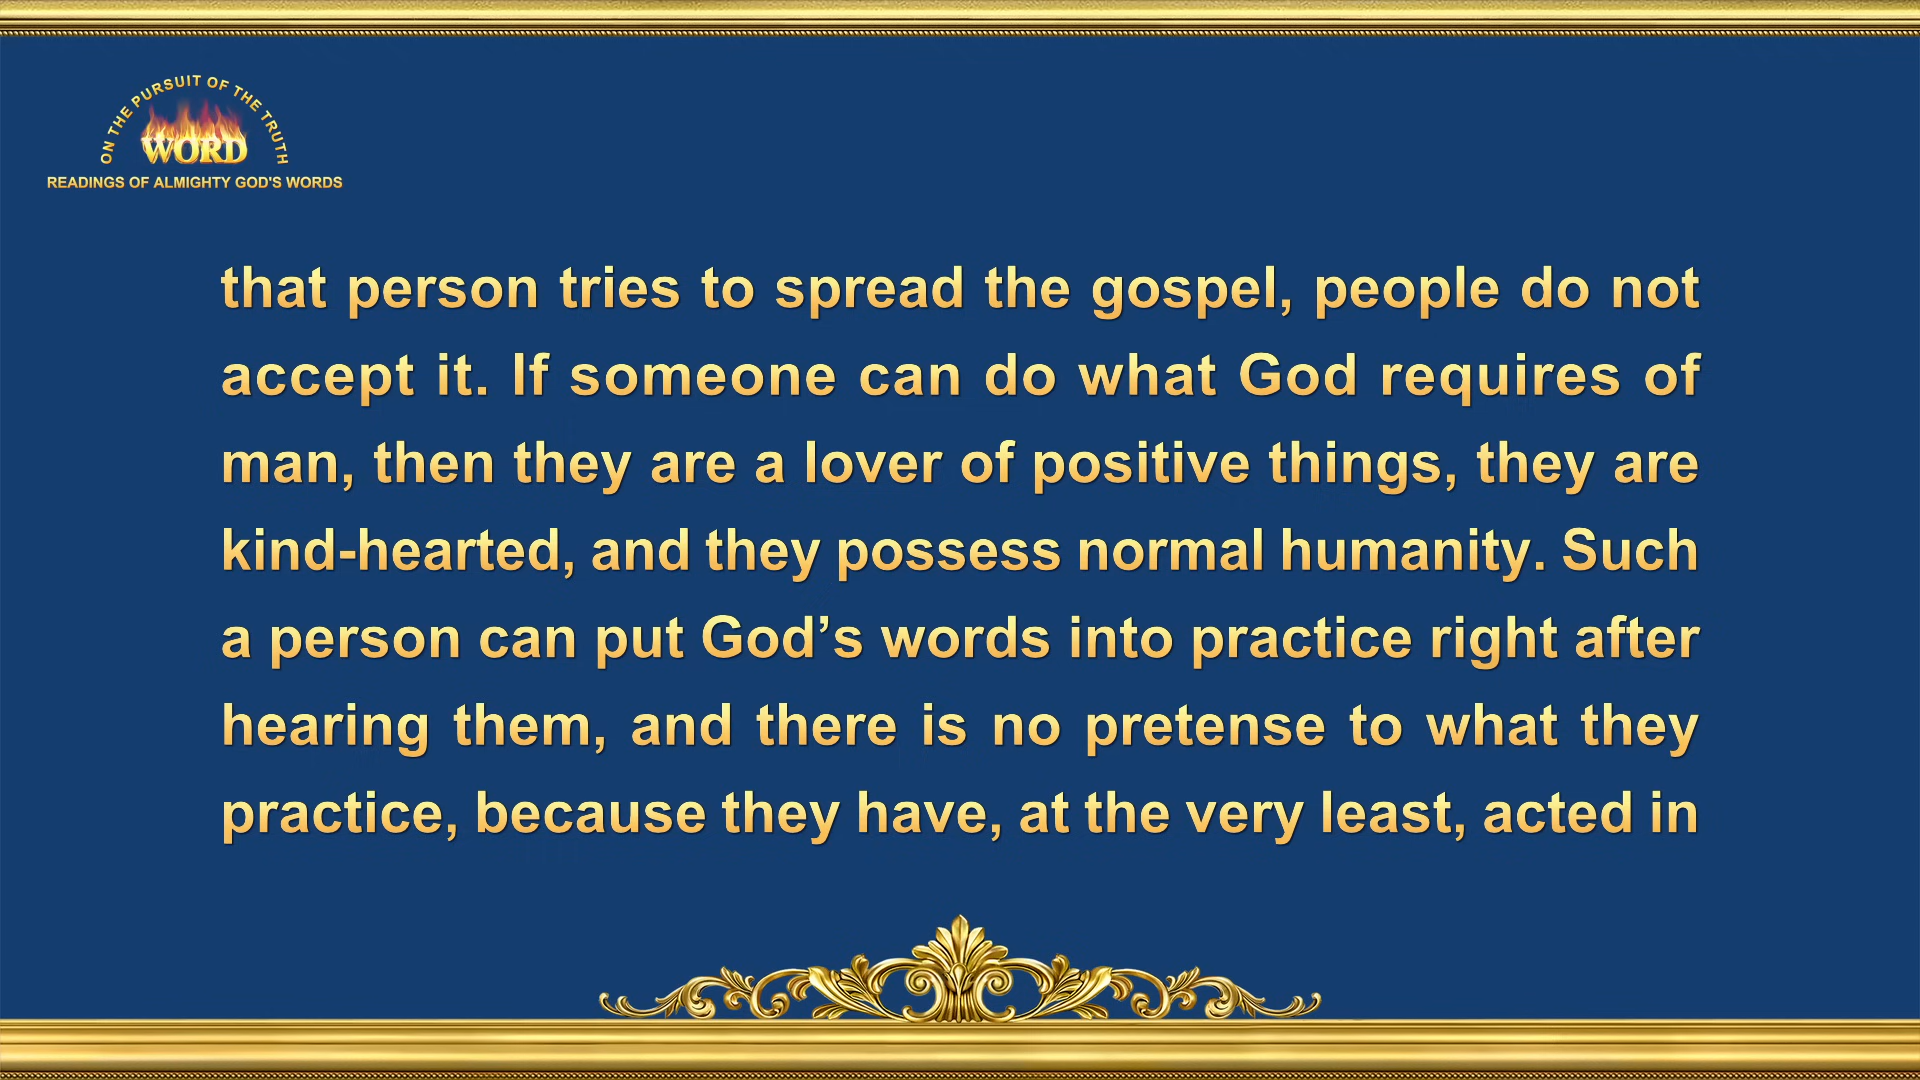 ON THE PURSUIT OF THE TRUTH
WORD
READINGS OF ALMIGHTY GOD'S WORDS
that person tries to spread the gospel, people do not
accept it. If someone can do what God requires of
man, then they are a lover of positive things, they are
kind-hearted, and they possess normal humanity. Such
a person can put God’s words into practice right after
hearing them, and there is no pretense to what they
practice, because they have, at the very least, acted in